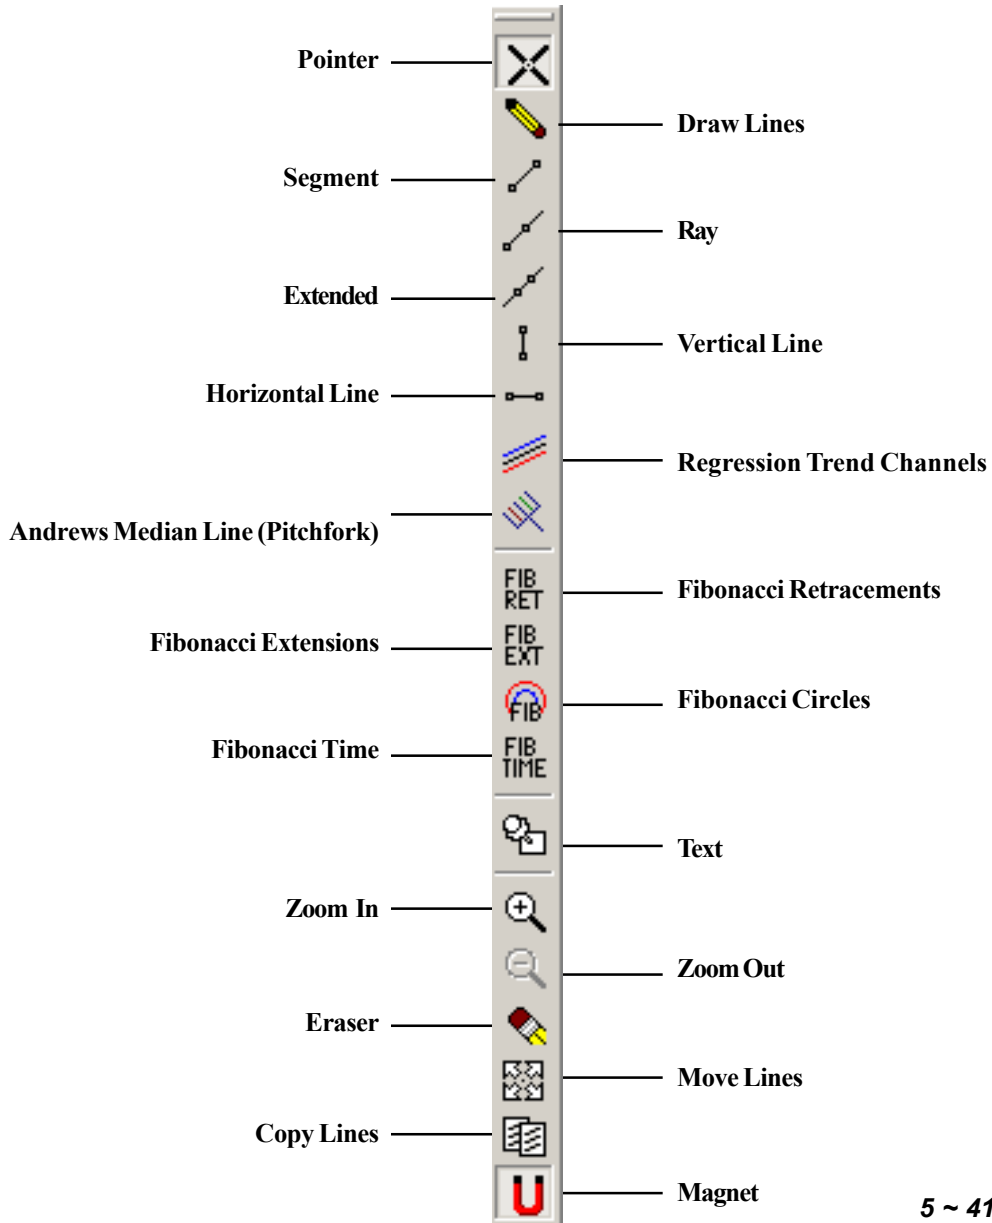 Pointer
Draw Lines
Segment
Ray
Extended
Vertical Line
Horizontal Line
Regression Trend Channels
Andrews Median Line (Pitchfork)
FIB
RET
Fibonacci Retracements
Fibonacci Extensions
FIB
EXT
FIB
Fibonacci Circles
Fibonacci Time
FIB
TIME
Text
Zoom In
Zoom Out
Eraser
Move Lines
Copy Lines
Magnet
5 ~ 41